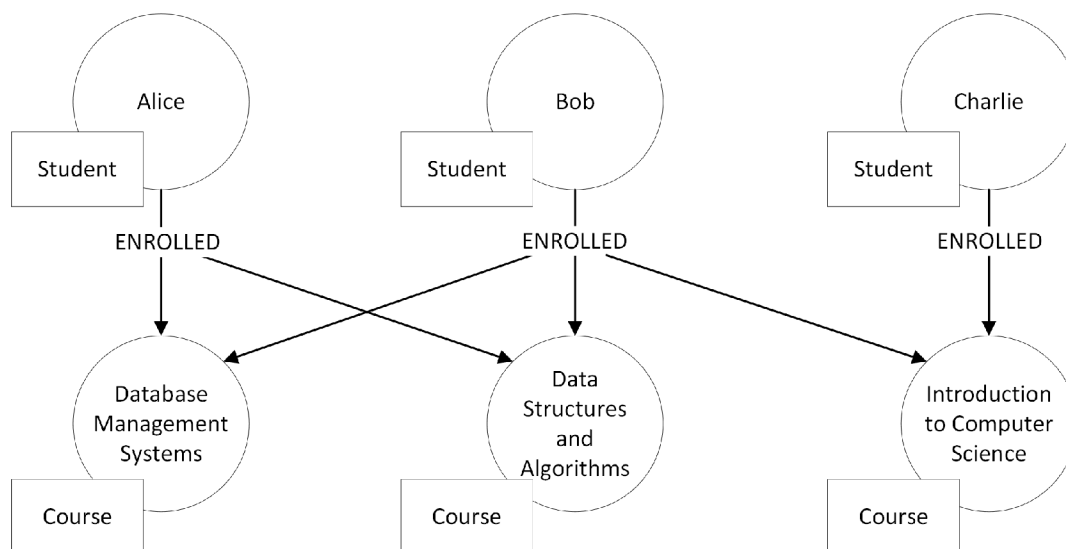 Alice
Bob
Charlie
Student
Student
Student
ENROLLED
ENROLLED
ENROLLED
Database
Management
Systems
Data
Structures
and
Algorithms
Introduction
to Computer
Science
Course
Course
Course